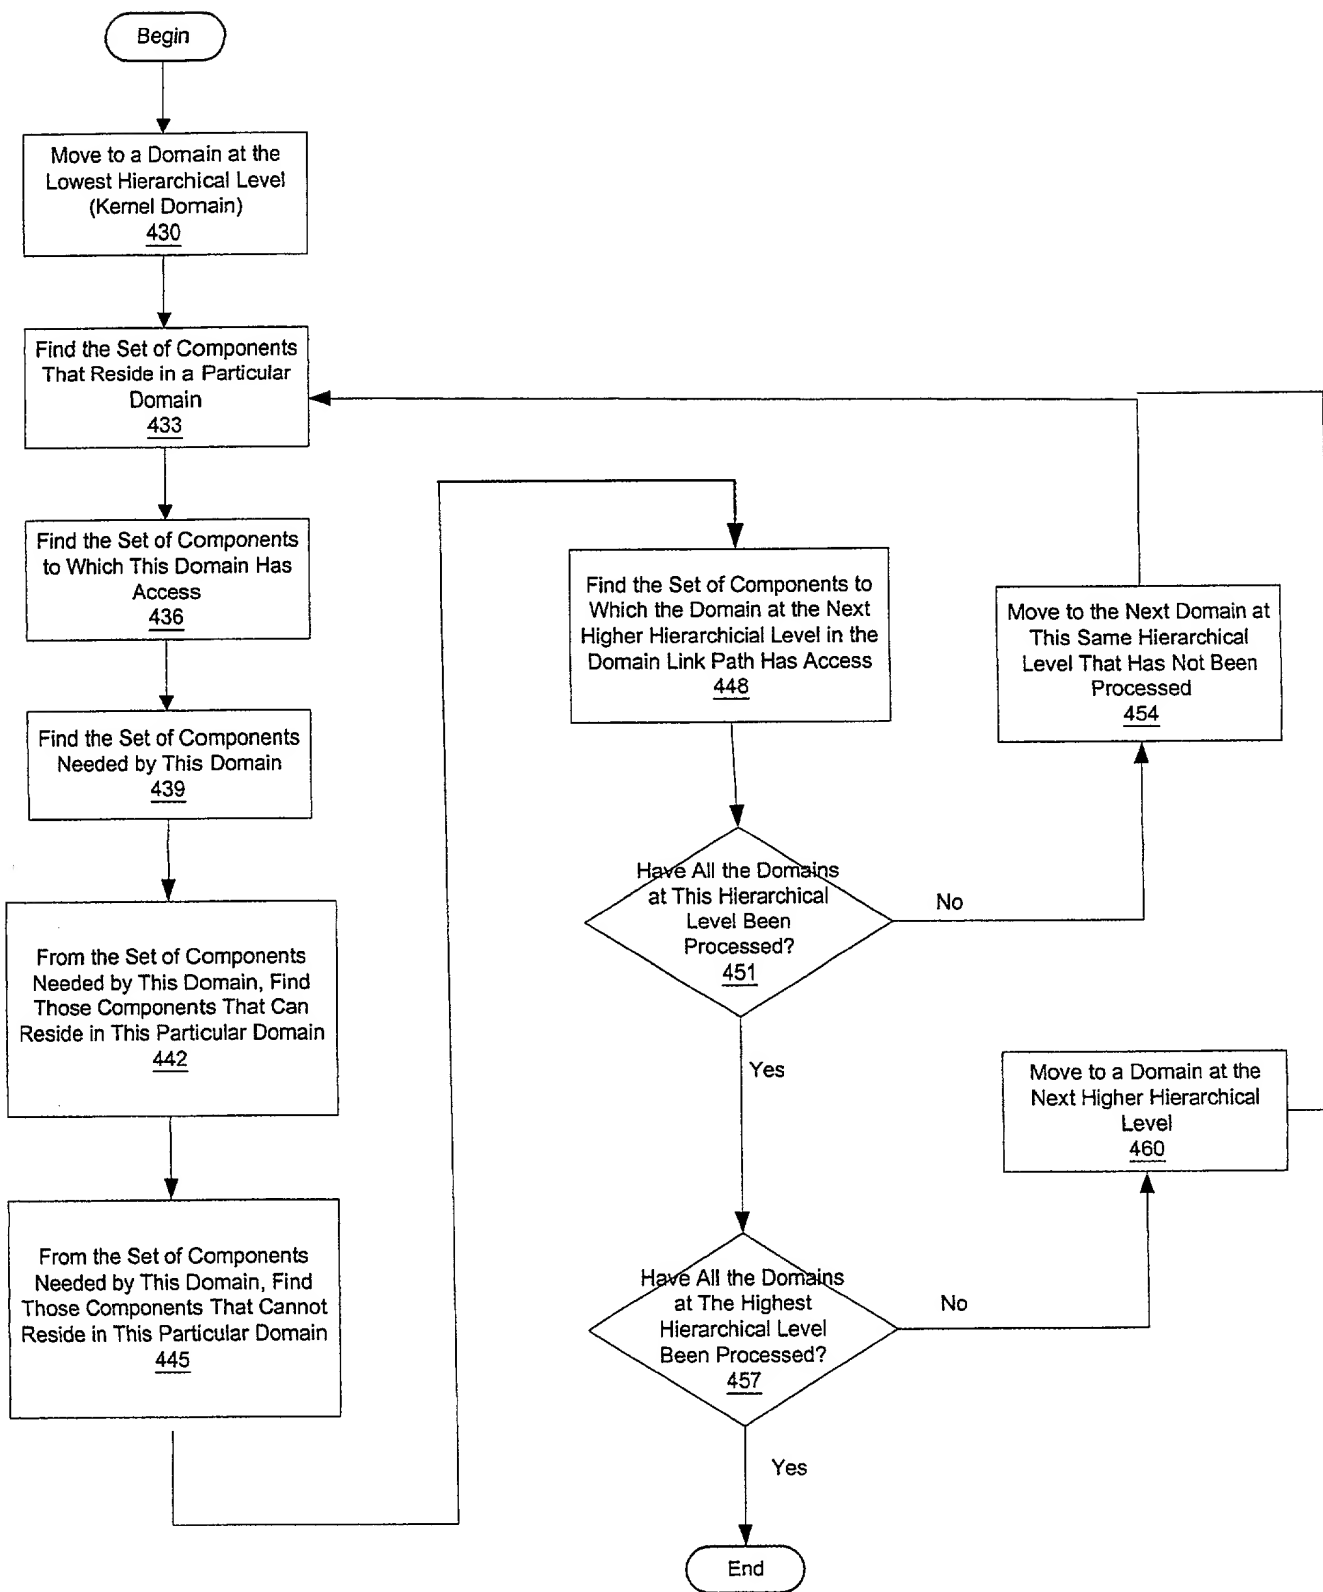 Begin
Move to a Domain at the
Lowest Hierarchical Level
(Kernel Domain)
430
Find the Set of Components
That Reside in a Particular
Domain
433
Find the Set of Components
to Which This Domain Has
Access
436
Find the Set of Components
Needed by This Domain
439
From the Set of Components
Needed by This Domain, Find
Those Components That Can
Reside in This Particular Domain
442
From the Set of Components
Needed by This Domain, Find
Those Components That Cannot
Reside in This Particular Domain
445
Find the Set of Components to
Which the Domain at the Next
Higher Hierarchicial Level in the
Domain Link Path Has Access
448
Have All the Domains
at This Hierarchical
Level Been
Processed?
451
No
Yes
Move to the Next Domain at
This Same Hierarchical
Level That Has Not Been
Processed
454
Have All the Domains
at The Highest
Hierarchical Level
Been Processed?
457
No
Yes
Move to a Domain at the
Next Higher Hierarchical
Level
460
End